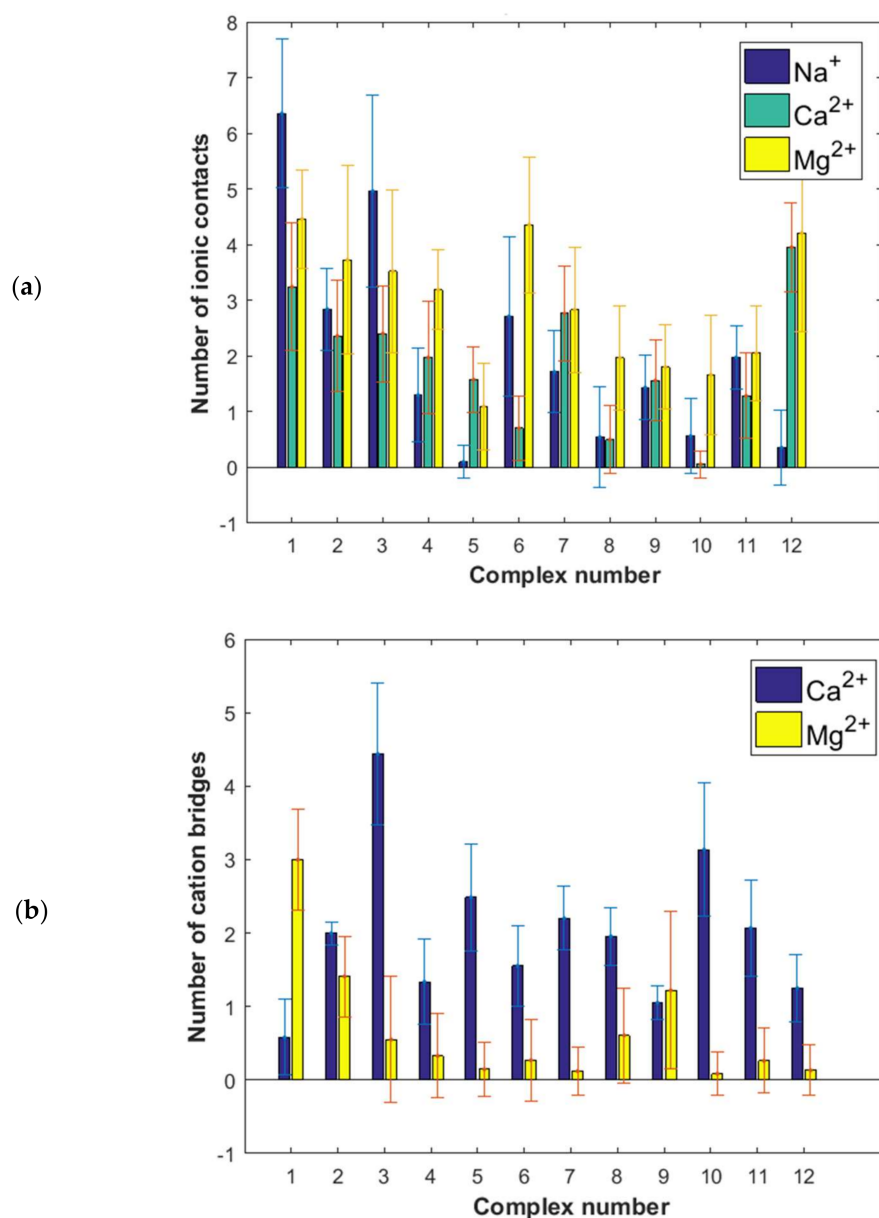 (a)
Number of ionic contacts
8
7
6
5
4
3
2
1
0
-1
Na⁺
Ca²⁺
Mg²⁺
1 2 3 4 5 6 7 8 9 10 11 12
Complex number
(b)
Number of cation bridges
6
5
4
3
2
1
0
-1
Ca²⁺
Mg²⁺
1 2 3 4 5 6 7 8 9 10 11 12
Complex number